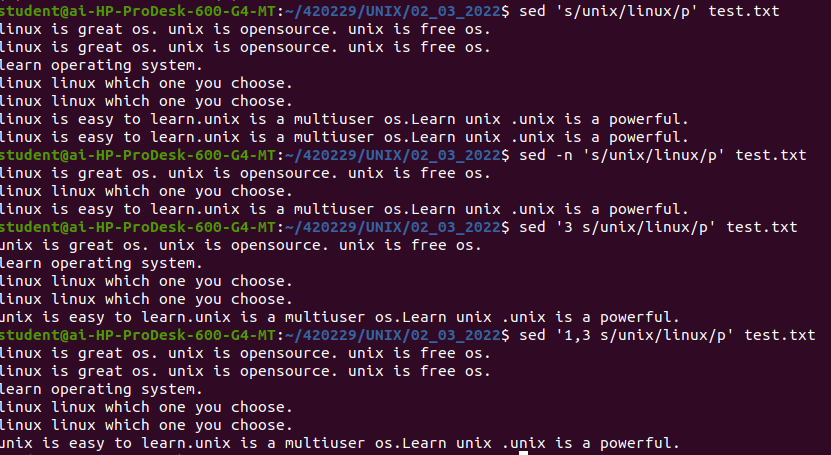 student@ai-HP-ProDesk-600-G4-MT:~/420229/UNIX/02_03_2022$ sed 's/unix/linux/p' test.txt
linux is great os. unix is opensource. unix is free os.
linux is great os. unix is opensource. unix is free os.
learn operating system.
linux linux which one you choose.
linux linux which one you choose.
linux is easy to learn.unix is a multiuser os.Learn unix .unix is a powerful.
linux is easy to learn.unix is a multiuser os.Learn unix .unix is a powerful.
student@ai-HP-ProDesk-600-G4-MT:~/420229/UNIX/02_03_2022$ sed -n 's/unix/linux/p' test.txt
linux is great os. unix is opensource. unix is free os.
linux linux which one you choose.
linux is easy to learn.unix is a multiuser os.Learn unix .unix is a powerful.
student@ai-HP-ProDesk-600-G4-MT:~/420229/UNIX/02_03_2022$ sed '3 s/unix/linux/p' test.txt
unix is great os. unix is opensource. unix is free os.
learn operating system.
linux linux which one you choose.
linux linux which one you choose.
unix is easy to learn.unix is a multiuser os.Learn unix .unix is a powerful.
student@ai-HP-ProDesk-600-G4-MT:~/420229/UNIX/02_03_2022$ sed '1,3 s/unix/linux/p' test.txt
linux is great os. unix is opensource. unix is free os.
linux is great os. unix is opensource. unix is free os.
learn operating system.
linux linux which one you choose.
linux linux which one you choose.
unix is easy to learn.unix is a multiuser os.Learn unix .unix is a powerful.